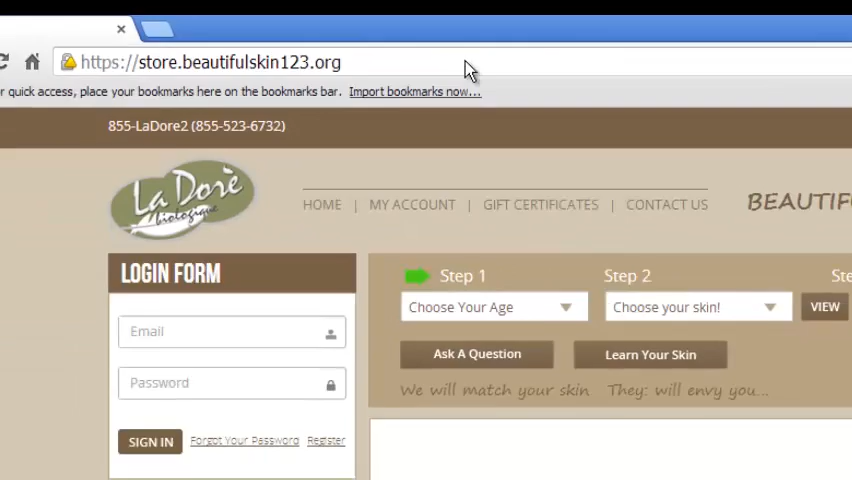 https://store.beautifulskin123.org
r quick access, place your bookmarks here on the bookmarks bar. Import bookmarks now...
855-LaDore2 (855-523-6732)
La Dorè
biologique
HOME | MY ACCOUNT | GIFT CERTIFICATES | CONTACT US
BEAUTIF
LOGIN FORM
Email
Password
SIGN IN Forgot Your Password Register
Step 1 Step 2 Ste
Choose Your Age Choose your skin! VIEW
Ask A Question Learn Your Skin
We will match your skin They: will envy you...